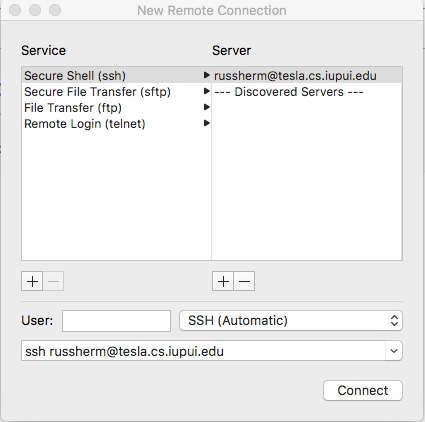 New Remote Connection
Service Server
Secure Shell (ssh) russherm@tesla.cs.iupui.edu
Secure File Transfer (sftp) --- Discovered Servers ---
File Transfer (ftp)
Remote Login (telnet)
User: SSH (Automatic)
ssh russherm@tesla.cs.iupui.edu
Connect